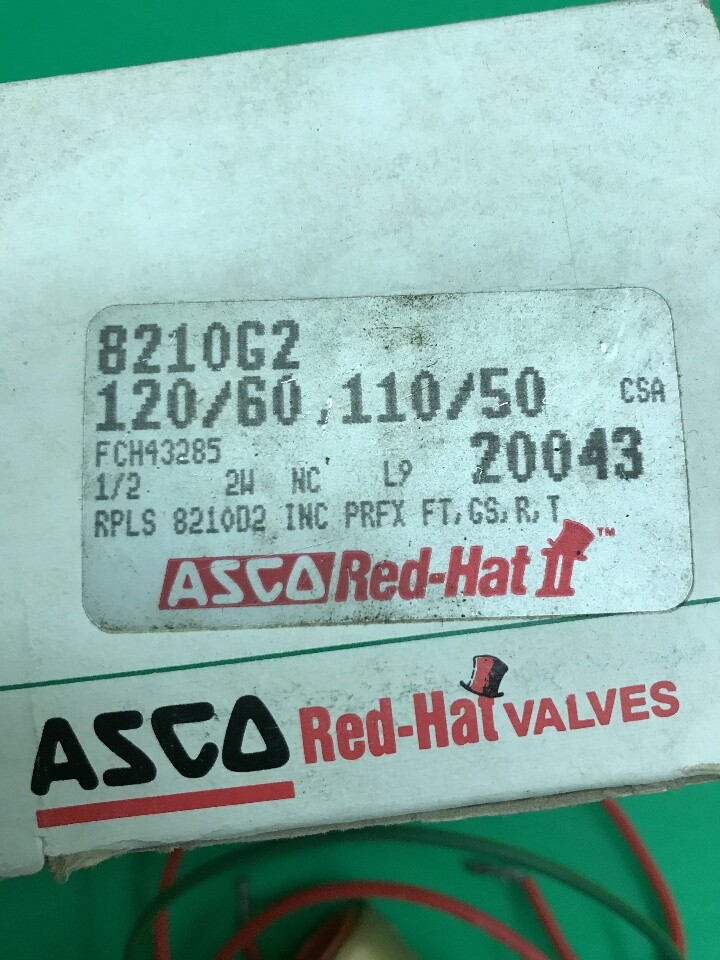 8210G2
120/60,110/50 CSA
FCH43285 20043
1/2 2W NC L9
RPLS 8210D2 INC PRFX FT,GS,R,T
ASCO Red-Hat II™
ASCO Red-Hat VALVES